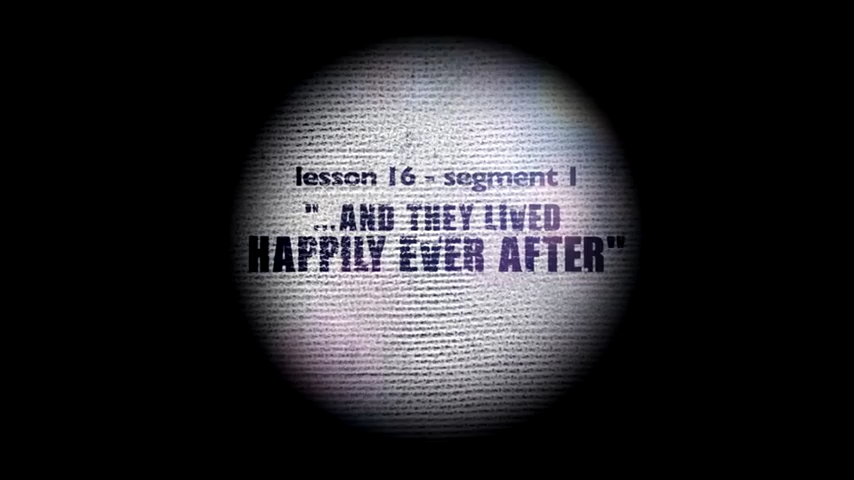 lesson 16 - segment 1
"...AND THEY LIVED
HAPPILY EVER AFTER"